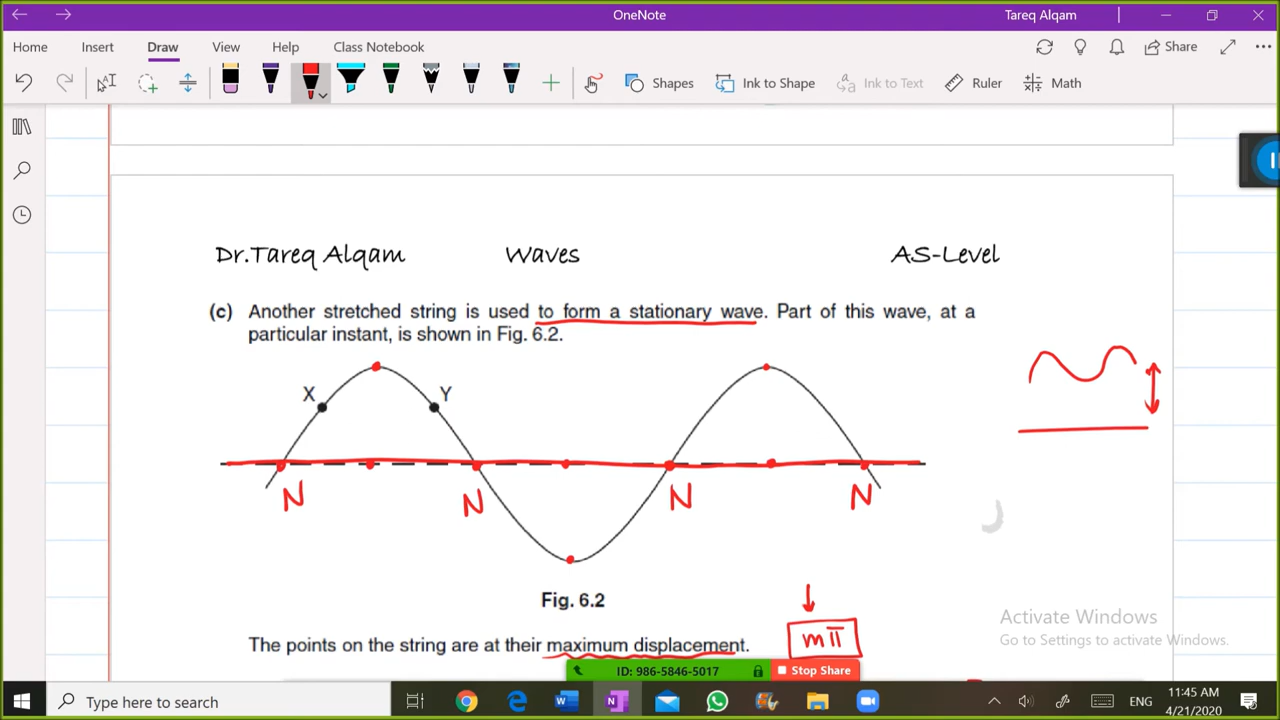 OneNote
Tareq Alqam
Home Insert Draw View Help Class Notebook
Share
Shapes Ink to Shape Ink to Text Ruler Math
Dr.Tareq Alqam Waves AS-Level
(c) Another stretched string is used to form a stationary wave. Part of this wave, at a
particular instant, is shown in Fig. 6.2.
X Y
N N N N
Fig. 6.2
mπ
The points on the string are at their maximum displacement.
Activate Windows
Go to Settings to activate Windows.
ID: 986-5846-5017 Stop Share
Type here to search
ENG
11:45 AM
4/21/2020